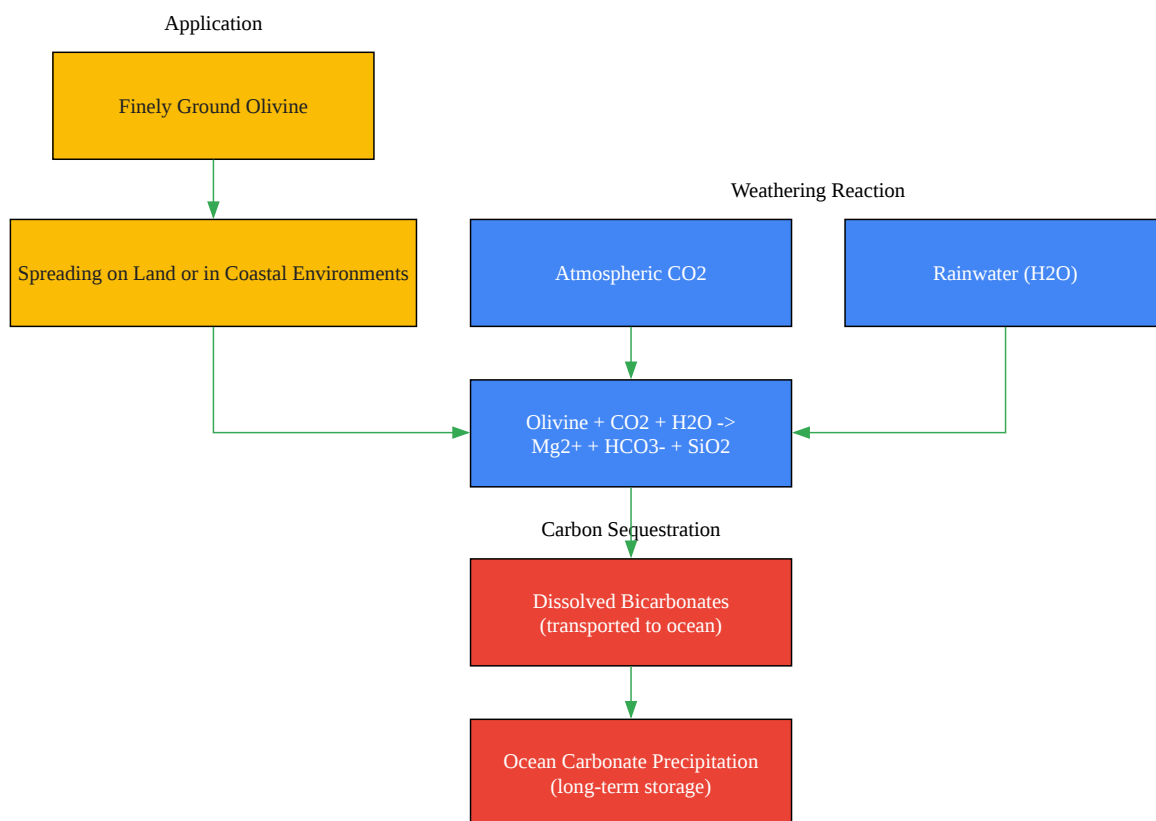 Application
Finely Ground Olivine
Weathering Reaction
Spreading on Land or in Coastal Environments
Atmospheric CO2
Rainwater (H2O)
Olivine + CO2 + H2O ->
Mg2+ + HCO3- + SiO2
Carbon Sequestration
Dissolved Bicarbonates
(transported to ocean)
Ocean Carbonate Precipitation
(long-term storage)